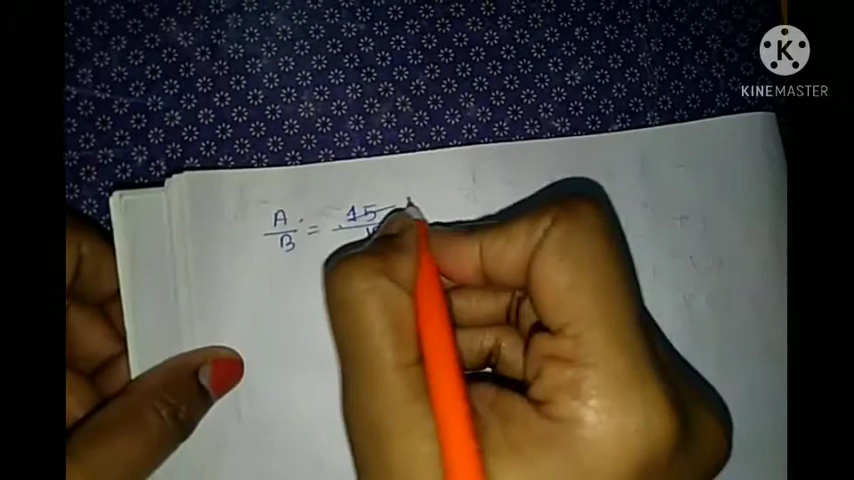 K
KINEMASTER
A/B = 15/